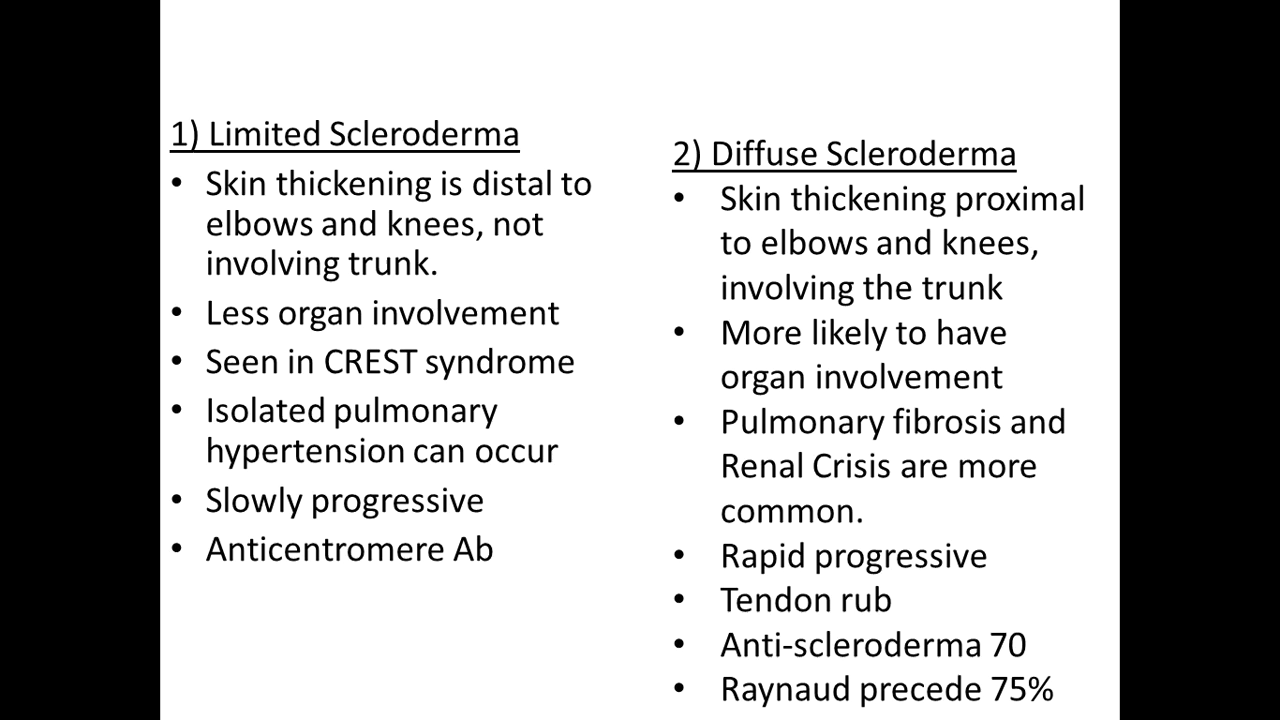 1) Limited Scleroderma
• Skin thickening is distal to
elbows and knees, not
involving trunk.
• Less organ involvement
• Seen in CREST syndrome
• Isolated pulmonary
hypertension can occur
• Slowly progressive
• Anticentromere Ab
2) Diffuse Scleroderma
• Skin thickening proximal
to elbows and knees,
involving the trunk
• More likely to have
organ involvement
• Pulmonary fibrosis and
Renal Crisis are more
common.
• Rapid progressive
• Tendon rub
• Anti-scleroderma 70
• Raynaud precede 75%